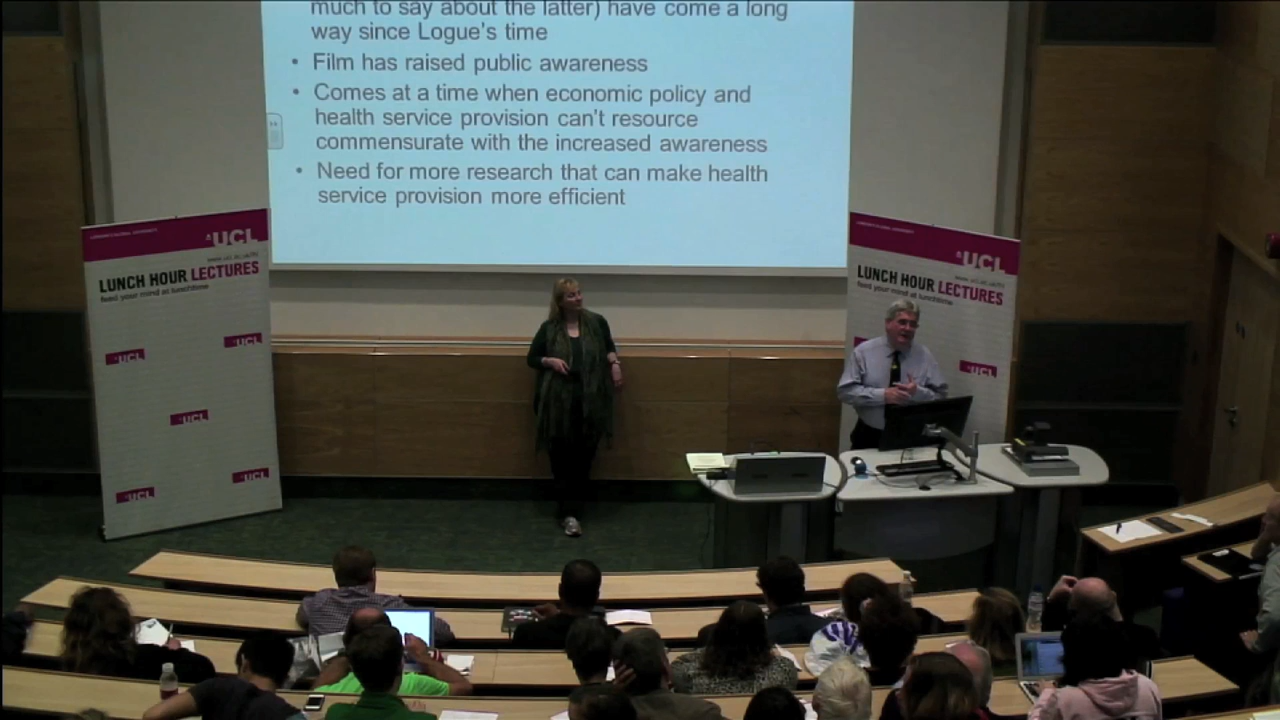 much to say about the latter) have come a long
way since Logue's time
• Film has raised public awareness
• Comes at a time when economic policy and
health service provision can't resource
commensurate with the increased awareness
• Need for more research that can make health
service provision more efficient
UCL
LUNCH HOUR LECTURES
feed your mind at lunchtime
UCL
UCL
UCL
UCL
UCL
UCL
LUNCH HOUR LECTURES
feed your mind at lunchtime
UCL